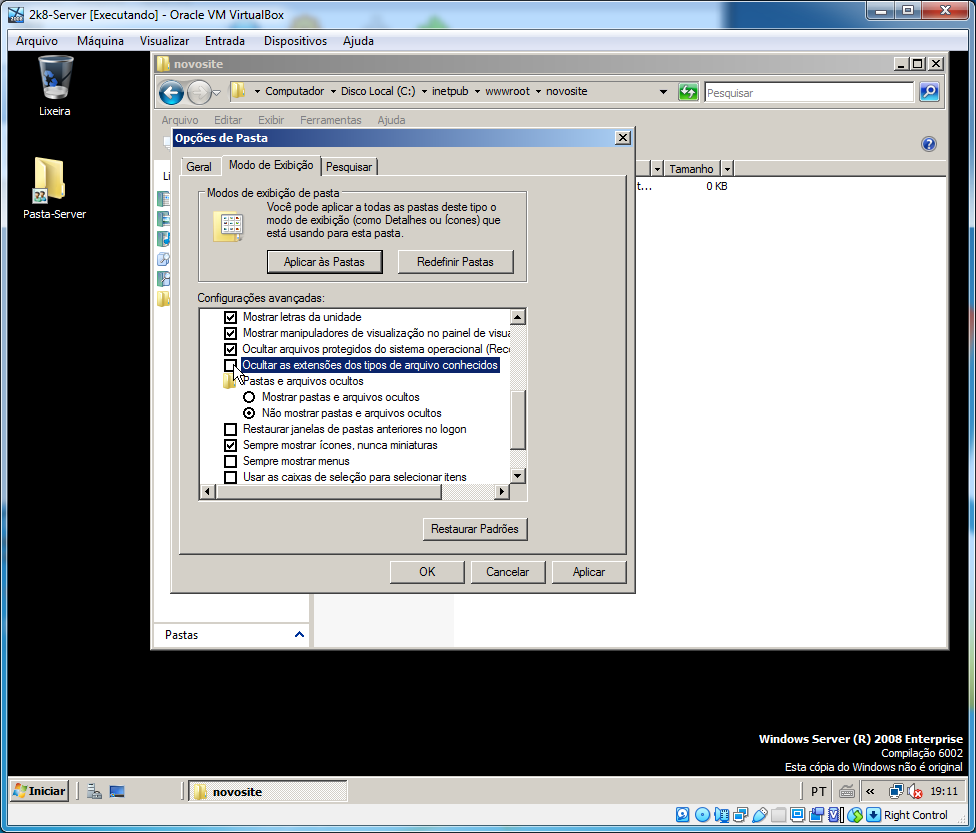 2k8-Server [Executando] - Oracle VM VirtualBox
Arquivo Máquina Visualizar Entrada Dispositivos Ajuda
Lixeira
Pasta-Server
novosite
Computador Disco Local (C:) inetpub wwwroot novosite
Pesquisar
Arquivo Editar Exibir Ferramentas Ajuda
Opções de Pasta
Geral Modo de Exibição Pesquisar
Tamanho
t... 0 KB
Modos de exibição de pasta
Você pode aplicar a todas as pastas deste tipo o
modo de exibição (como Detalhes ou Ícones) que
está usando para esta pasta.
Aplicar às Pastas Redefinir Pastas
Configurações avançadas:
Mostrar letras da unidade
Mostrar manipuladores de visualização no painel de visua
Ocultar arquivos protegidos do sistema operacional (Rec
Ocultar as extensões dos tipos de arquivo conhecidos
Pastas e arquivos ocultos
Mostrar pastas e arquivos ocultos
Não mostrar pastas e arquivos ocultos
Restaurar janelas de pastas anteriores no logon
Sempre mostrar ícones, nunca miniaturas
Sempre mostrar menus
Usar as caixas de seleção para selecionar itens
Restaurar Padrões
OK Cancelar Aplicar
Pastas
Windows Server (R) 2008 Enterprise
Compilação 6002
Esta cópia do Windows não é original
Iniciar novosite PT « 19:11
Right Control